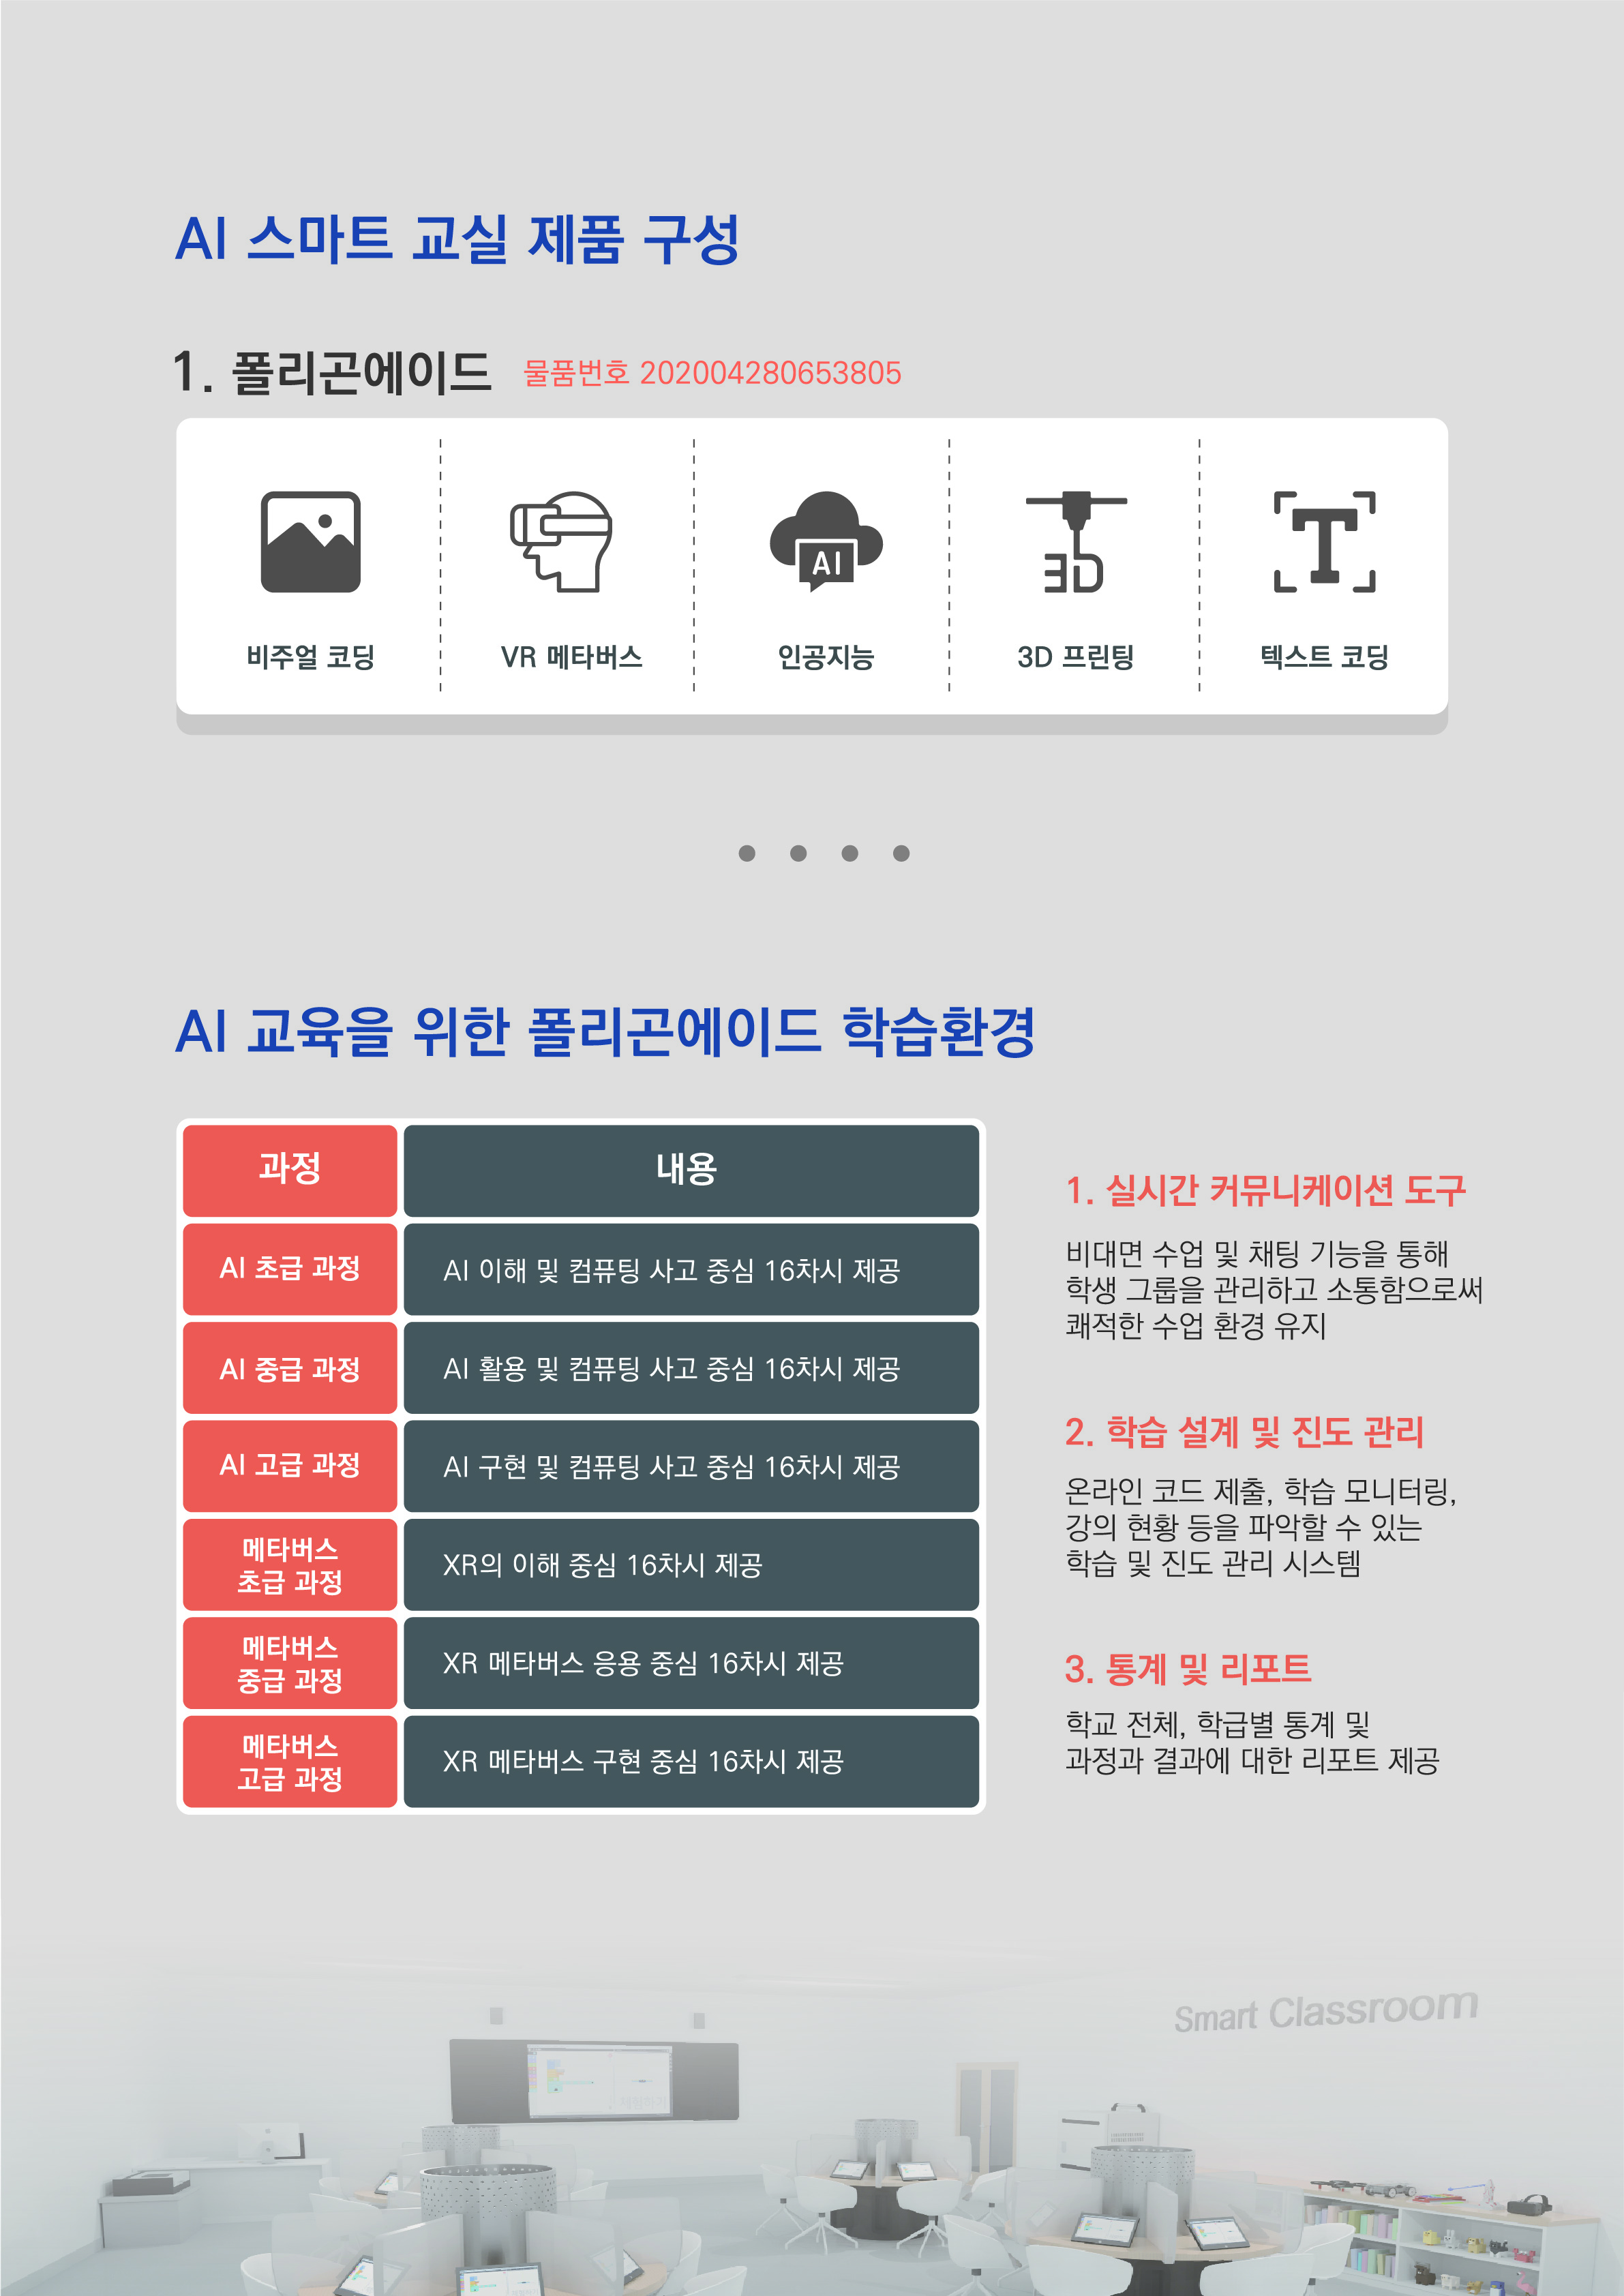 AI 스마트 교실 제품 구성
1. 폴리곤에이드 물품번호 202004280653805
AI
3D
T
비주얼 코딩
VR 메타버스
인공지능
3D 프린팅
텍스트 코딩
AI 교육을 위한 폴리곤에이드 학습환경
과정 내용
AI 초급 과정 AI 이해 및 컴퓨팅 사고 중심 16차시 제공
AI 중급 과정 AI 활용 및 컴퓨팅 사고 중심 16차시 제공
AI 고급 과정 AI 구현 및 컴퓨팅 사고 중심 16차시 제공
메타버스
초급 과정
XR의 이해 중심 16차시 제공
메타버스
중급 과정
XR 메타버스 응용 중심 16차시 제공
메타버스
고급 과정
XR 메타버스 구현 중심 16차시 제공
1. 실시간 커뮤니케이션 도구
비대면 수업 및 채팅 기능을 통해
학생 그룹을 관리하고 소통함으로써
쾌적한 수업 환경 유지
2. 학습 설계 및 진도 관리
온라인 코드 제출, 학습 모니터링,
강의 현황 등을 파악할 수 있는
학습 및 진도 관리 시스템
3. 통계 및 리포트
학교 전체, 학급별 통계 및
과정과 결과에 대한 리포트 제공
Smart Classroom